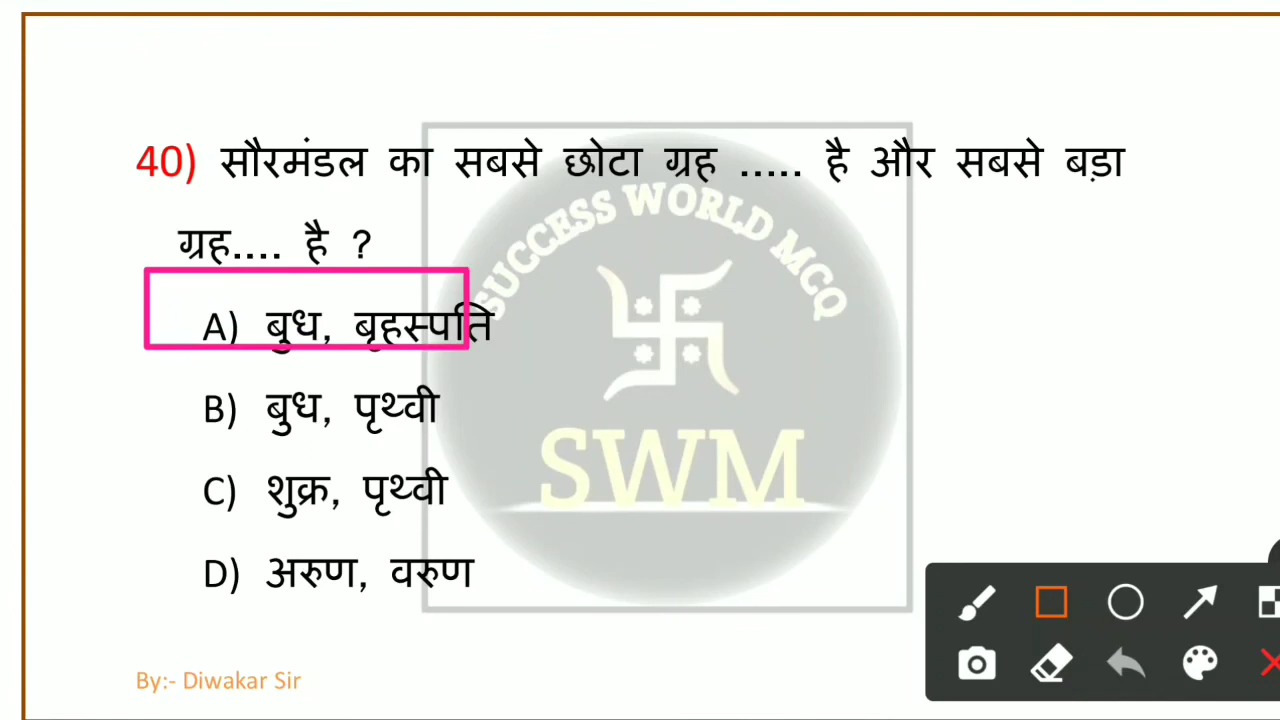 40) सौरमंडल का सबसे छोटा ग्रह ..... है और सबसे बड़ा
ग्रह.... है ?
A) बुध, बृहस्पति
B) बुध, पृथ्वी
C) शुक्र, पृथ्वी
D) अरुण, वरुण
SUCCESS WORLD MCQ
SWM
By:- Diwakar Sir